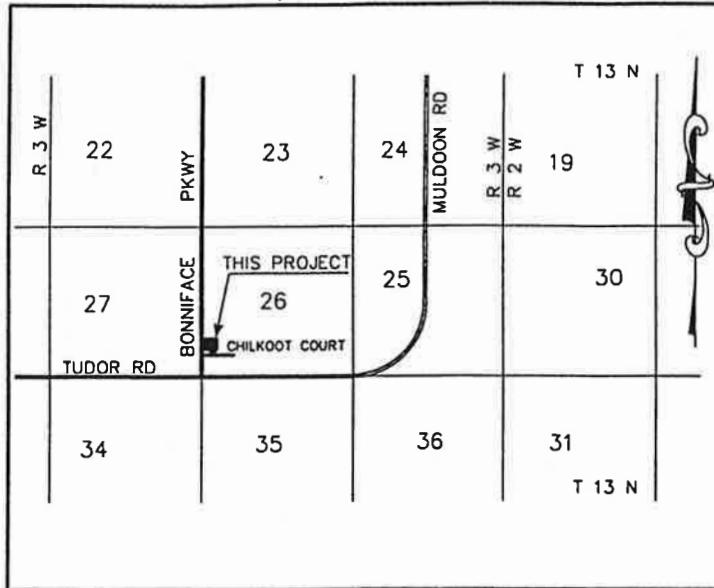 T 13 N
R 3 W
22
PKWY
23
24
MULDOON RD
R 3 W
R 2 W
19
27
BONNIFACE
THIS PROJECT
26
25
30
CHILKOOT COURT
TUDOR RD
34
35
36
31
T 13 N